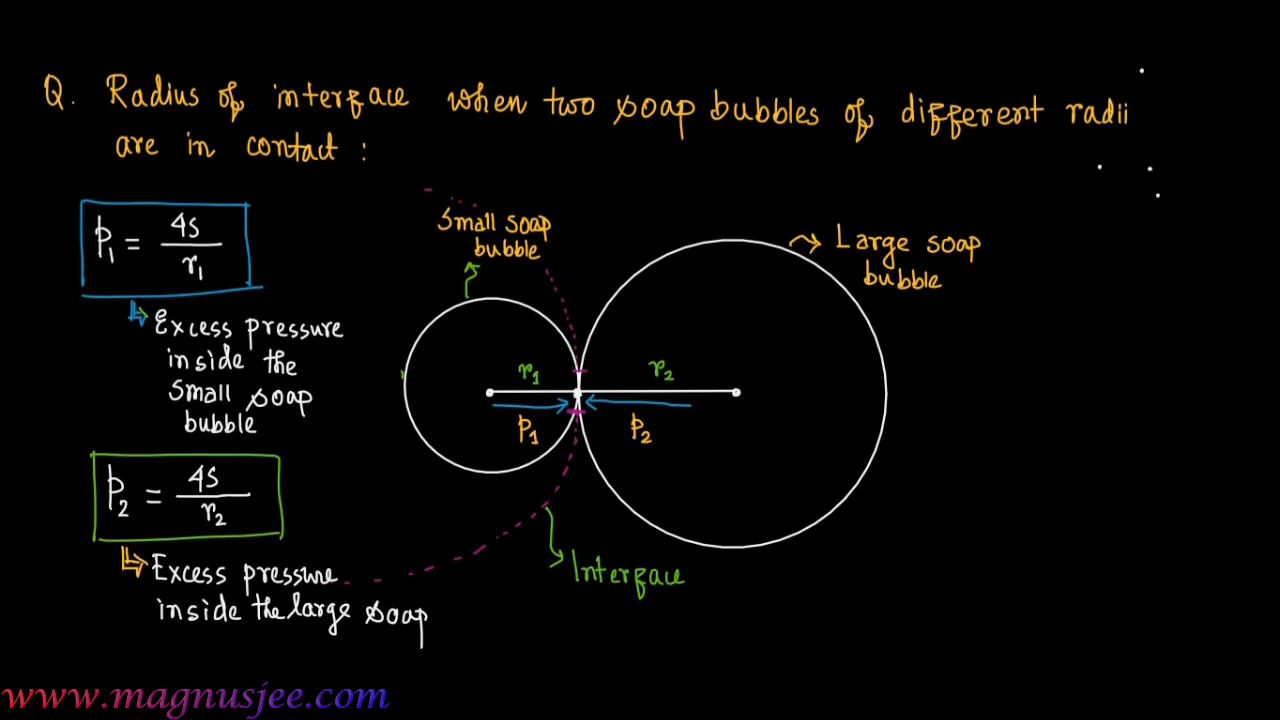 Q. Radius of interface when two soap bubbles of different radii
are in contact :
P1 = 4s / r1
Excess pressure
inside the
small soap
bubble
P2 = 4s / r2
Excess pressure
inside the large soap
Small soap
bubble
Large soap
bubble
r1
r2
P1
P2
Interface
www.magnusjee.com